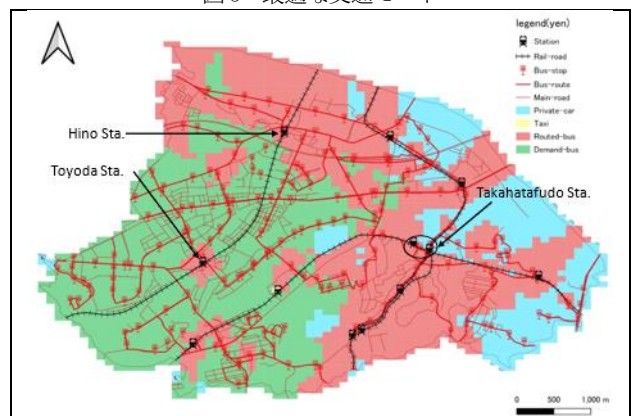 図 6 最適な交通モード
legend(yen)
Station
Rail-road
Bus-stop
Bus-route
Main-road
Private-car
Taxi
Routed-bus
Demand-bus
Hino Sta.
Toyoda Sta.
Takahatafudo Sta.
0 500 1,000 m